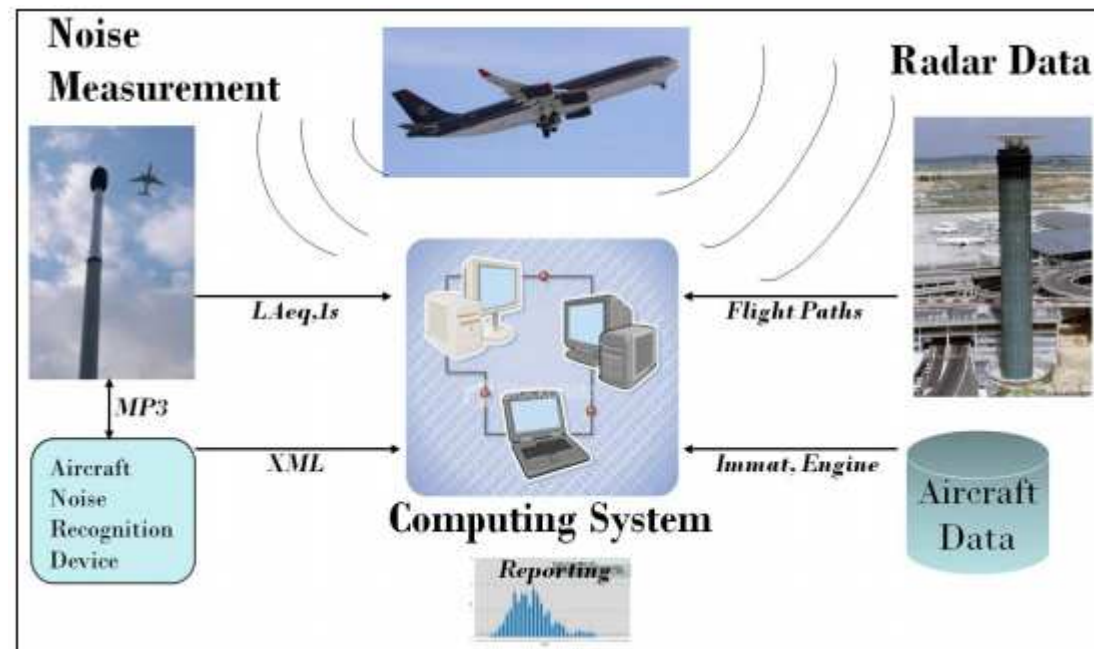 Noise
Measurement
Radar Data
LAeq,1s
Flight Paths
MP3
XML
Immat, Engine
Aircraft
Noise
Recognition
Device
Computing System
Aircraft
Data
Reporting